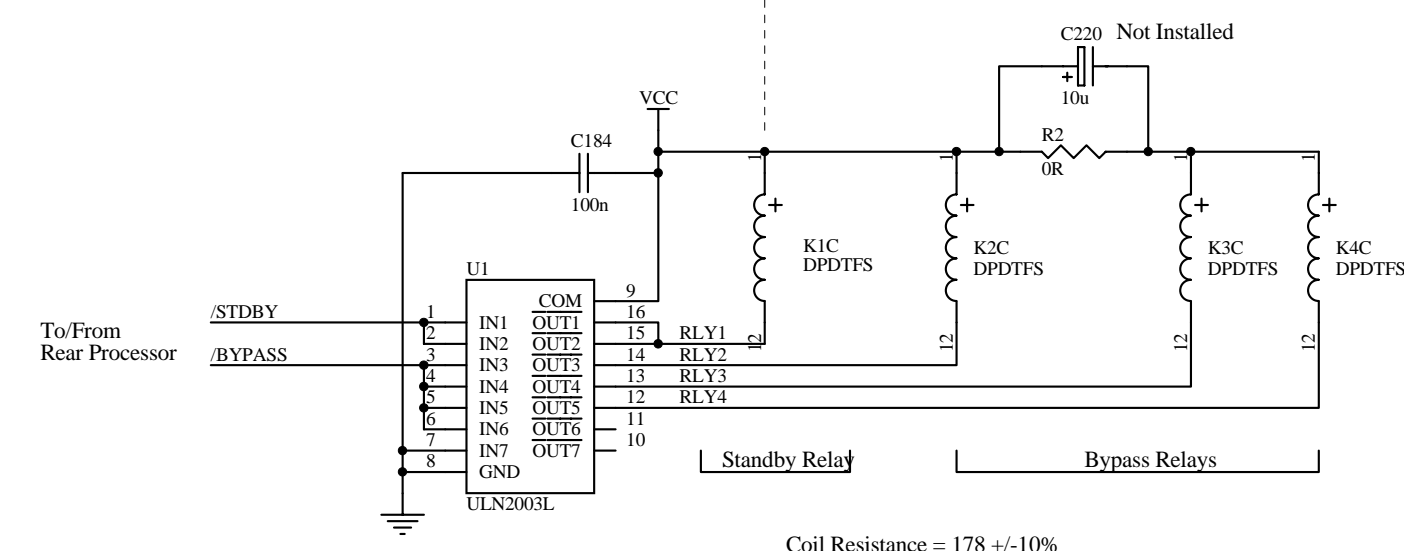 C220 Not Installed
+
10u
VCC
C184
100n
R2
0R
1
1
1
1
+
+
+
+
K1C
DPDTFS
K2C
DPDTFS
K3C
DPDTFS
K4C
DPDTFS
12
12
12
12
U1
COM 9
/STDBY 1 IN1 OUT1 16
2 IN2 OUT2 15 RLY1
/BYPASS 3 IN3 OUT3 14 RLY2
4 IN4 OUT4 13 RLY3
5 IN5 OUT5 12 RLY4
6 IN6 OUT6 11
7 IN7 OUT7 10
8 GND
ULN2003L
To/From
Rear Processor
Standby Relay
Bypass Relays
Coil Resistance = 178 +/-10%